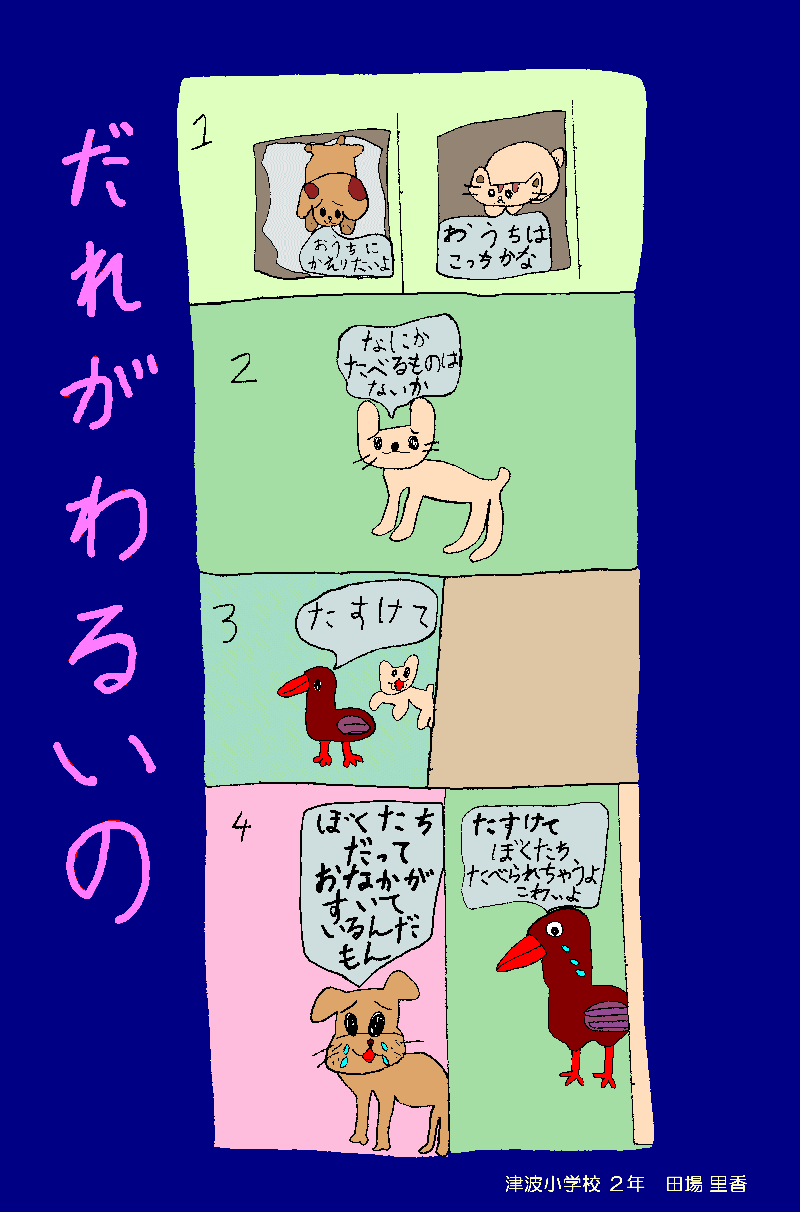 だれがわるいの
1
おうちに
かえりたいよ
おうちは
こっちかな
2
なにか
たべるものは
ないか
3
たすけて
4
ぼくたち
だって
おなかが
すいて
いるんだ
もん
たすけて
ぼくたち、
たべられちゃうよ
こわいよ
津波小学校 2年 田場 里香